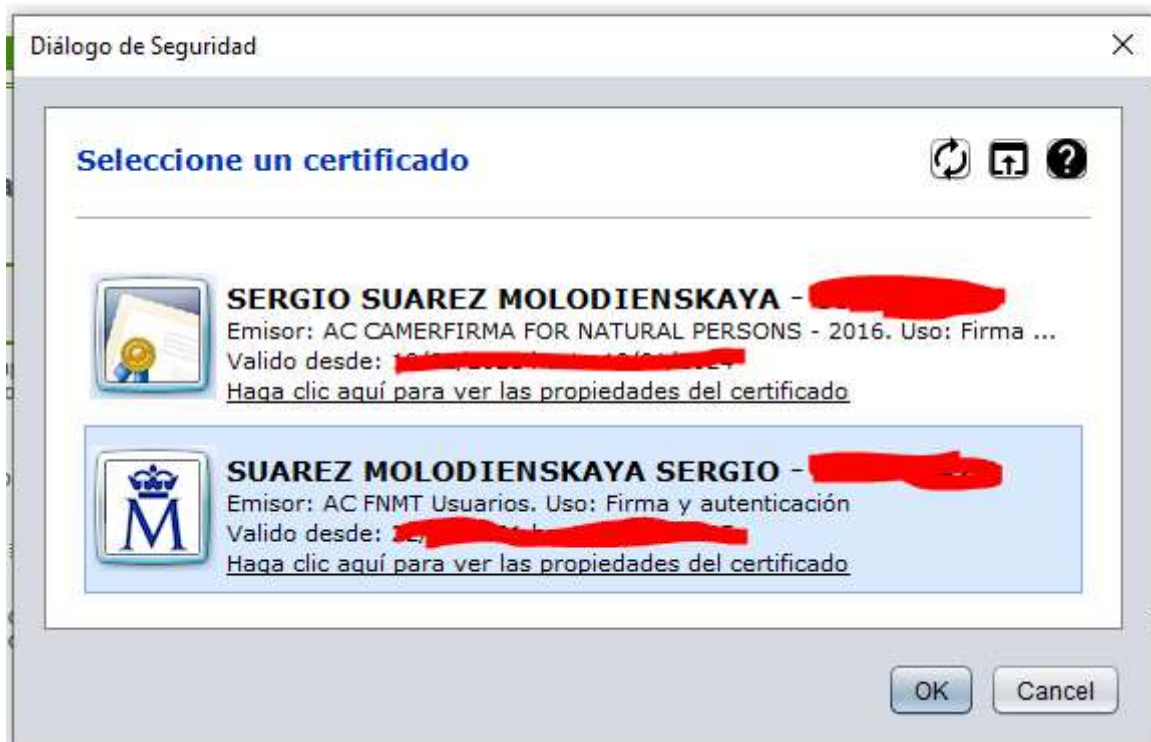 Diálogo de Seguridad
Seleccione un certificado
SERGIO SUAREZ MOLODIENSKAYA -
Emisor: AC CAMERFIRMA FOR NATURAL PERSONS - 2016. Uso: Firma ...
Valido desde:
Haga clic aquí para ver las propiedades del certificado
SUAREZ MOLODIENSKAYA SERGIO -
Emisor: AC FNMT Usuarios. Uso: Firma y autenticación
Valido desde:
Haga clic aquí para ver las propiedades del certificado
OK Cancel